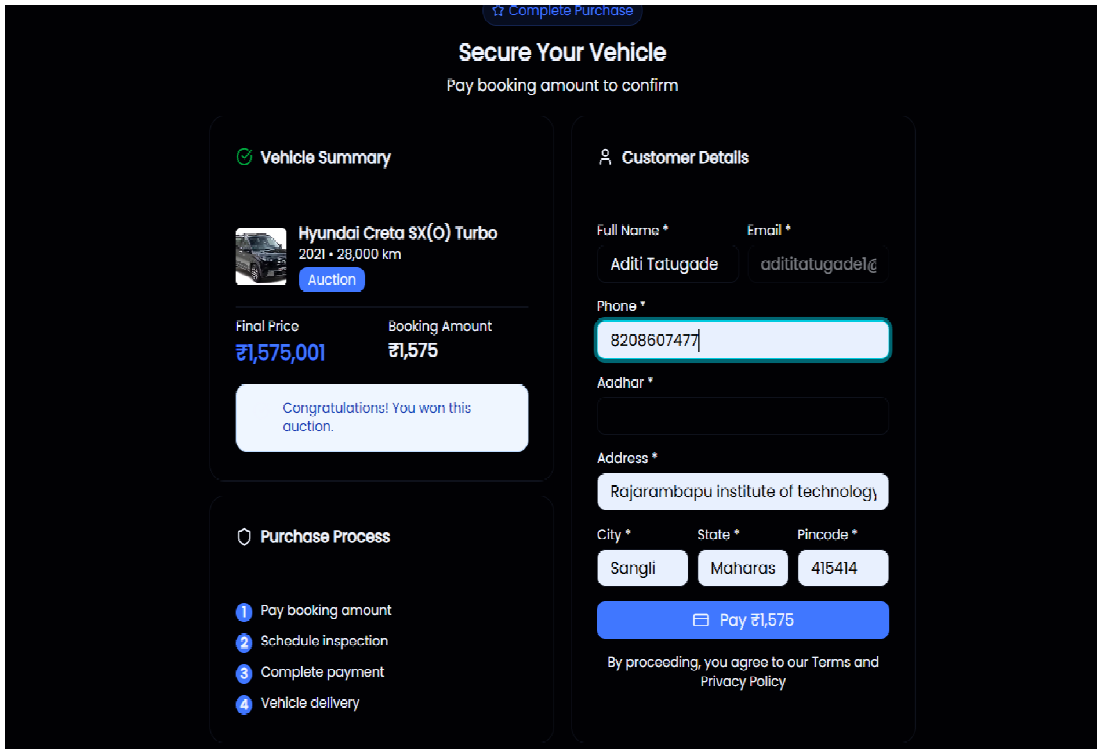 Complete Purchase
Secure Your Vehicle
Pay booking amount to confirm
Vehicle Summary
Hyundai Creta SX(O) Turbo
2021 • 28,000 km
Auction
Final Price
Booking Amount
₹1,575,001
₹1,575
Congratulations! You won this
auction.
Purchase Process
1 Pay booking amount
2 Schedule inspection
3 Complete payment
4 Vehicle delivery
Customer Details
Full Name *
Email *
Aditi Tatugade
adititatugade1@
Phone *
8208607477
Aadhar *
Address *
Rajarambapu institute of technology
City *
State *
Pincode *
Sangli
Maharas
415414
Pay ₹1,575
By proceeding, you agree to our Terms and
Privacy Policy